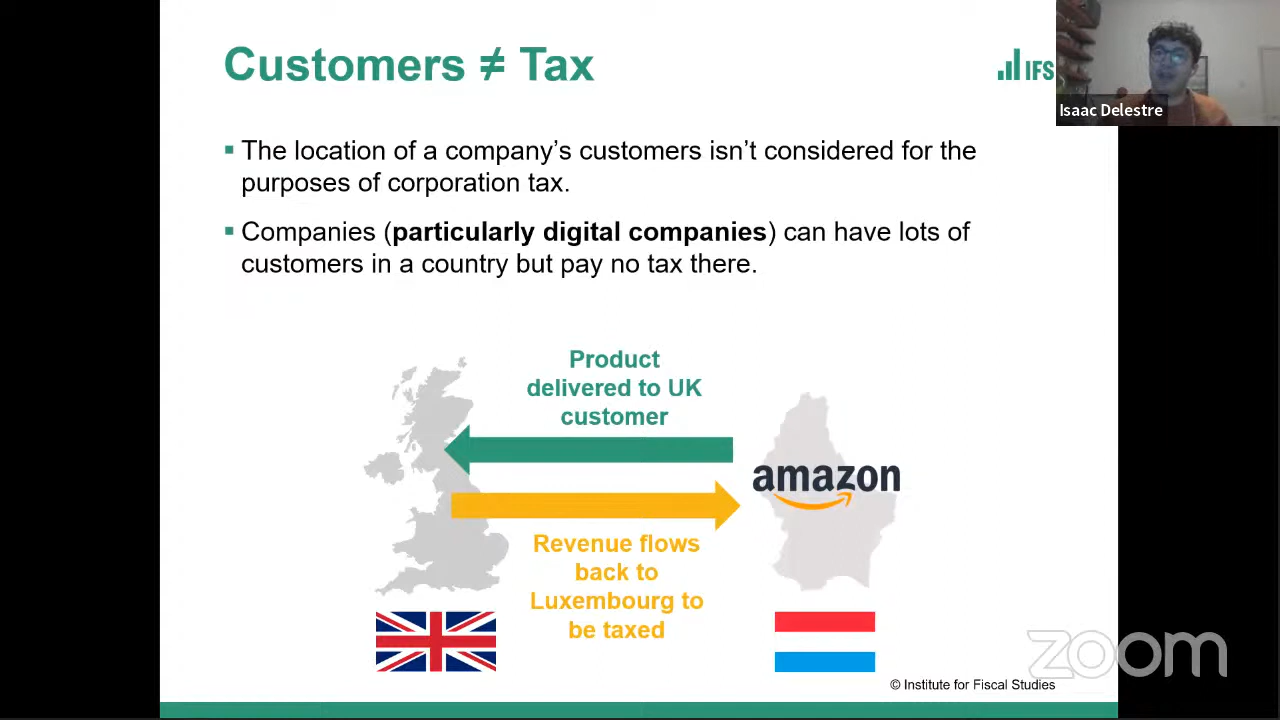 Customers ≠ Tax
IFS
Isaac Delestre
▪ The location of a company’s customers isn’t considered for the
purposes of corporation tax.
▪ Companies (particularly digital companies) can have lots of
customers in a country but pay no tax there.
Product
delivered to UK
customer
amazon
Revenue flows
back to
Luxembourg to
be taxed
zoom
© Institute for Fiscal Studies